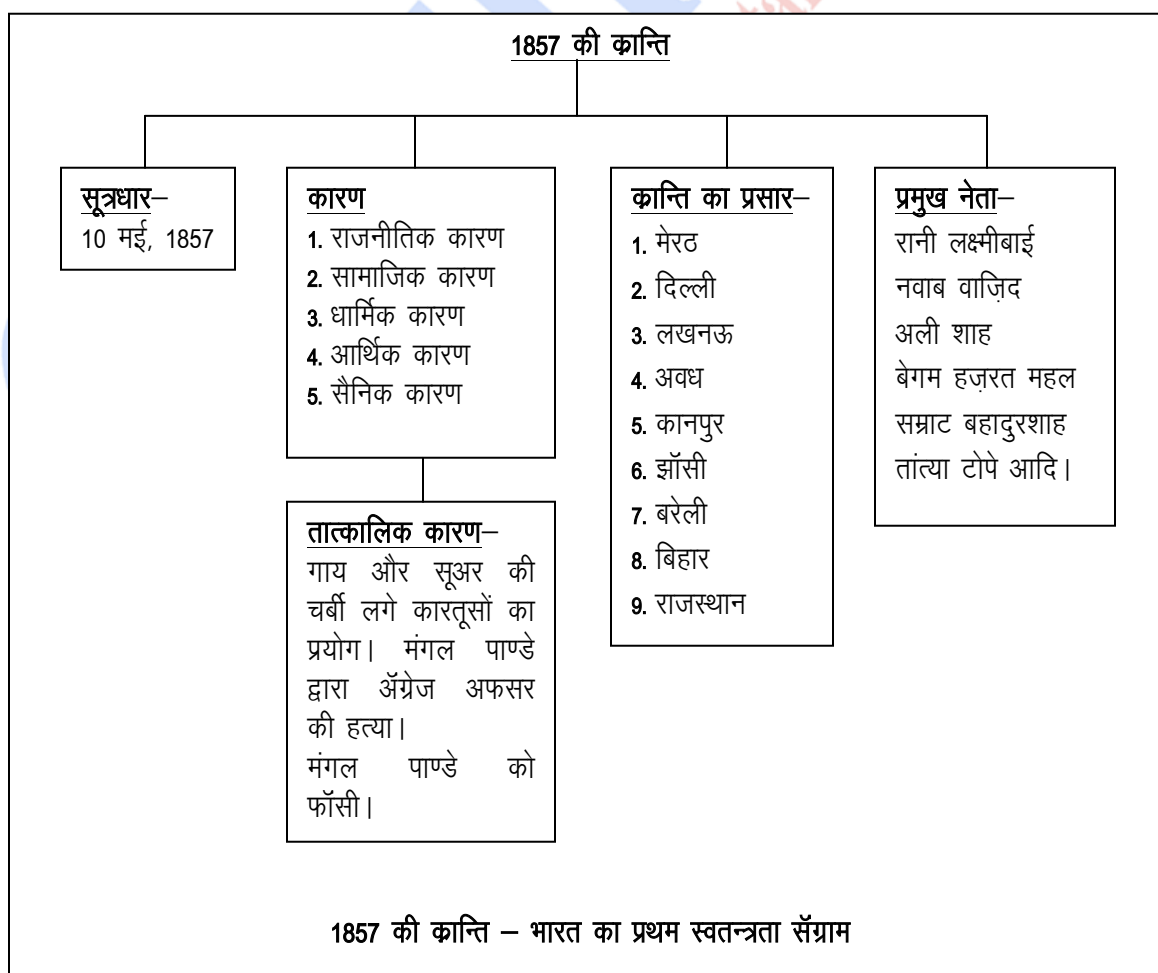 1857 की क्रान्ति
सूत्रधार–
10 मई, 1857
कारण
1. राजनीतिक कारण
2. सामाजिक कारण
3. धार्मिक कारण
4. आर्थिक कारण
5. सैनिक कारण
तात्कालिक कारण–
गाय और सूअर की
चर्बी लगे कारतूसों का
प्रयोग। मंगल पाण्डे
द्वारा अँग्रेज अफसर
की हत्या।
मंगल पाण्डे को
फॉसी।
क्रान्ति का प्रसार–
1. मेरठ
2. दिल्ली
3. लखनऊ
4. अवध
5. कानपुर
6. झॉसी
7. बरेली
8. बिहार
9. राजस्थान
प्रमुख नेता–
रानी लक्ष्मीबाई
नवाब वाज़िद
अली शाह
बेगम हज़रत महल
सम्राट बहादुरशाह
तांत्या टोपे आदि।
1857 की क्रान्ति – भारत का प्रथम स्वतन्त्रता सॅग्राम